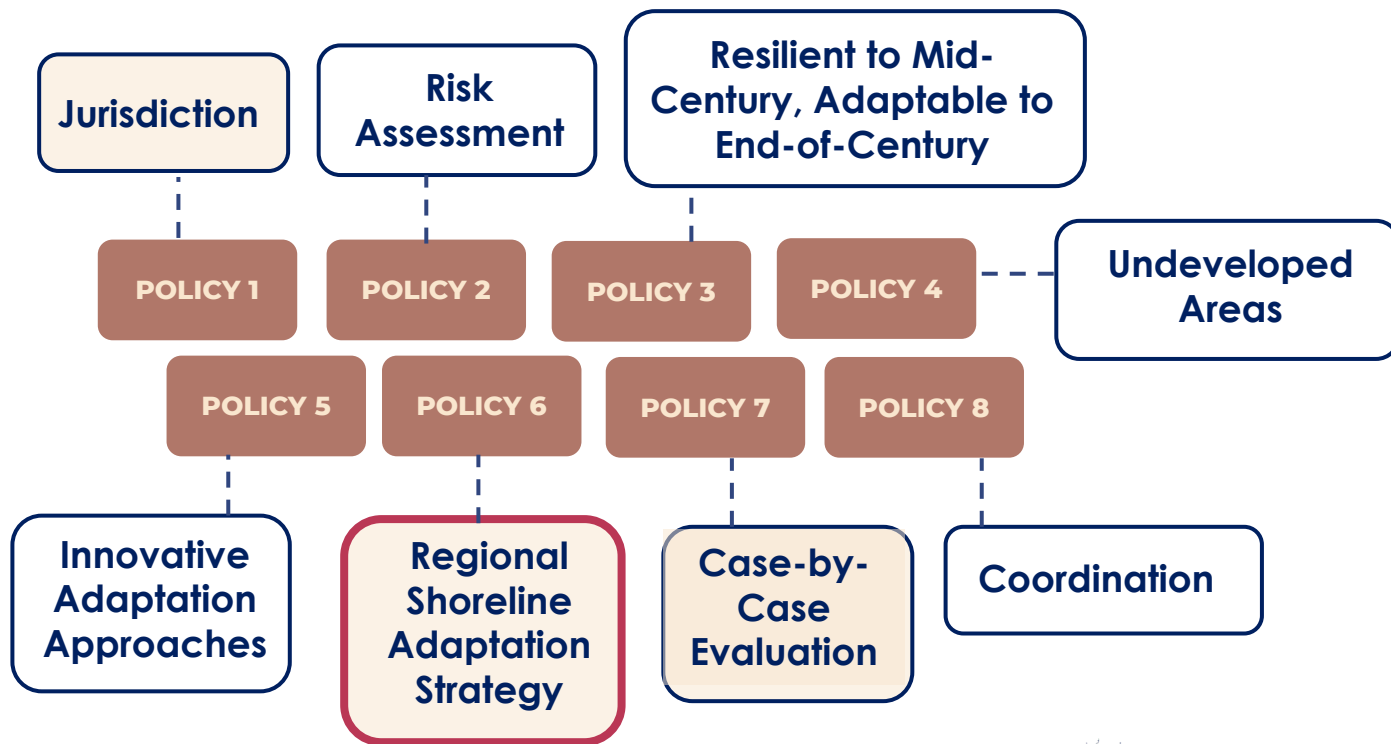 Jurisdiction
Risk
Assessment
Resilient to Mid-
Century, Adaptable to
End-of-Century
POLICY 1
POLICY 2
POLICY 3
POLICY 4
Undeveloped
Areas
POLICY 5
POLICY 6
POLICY 7
POLICY 8
Innovative
Adaptation
Approaches
Regional
Shoreline
Adaptation
Strategy
Case-by-
Case
Evaluation
Coordination